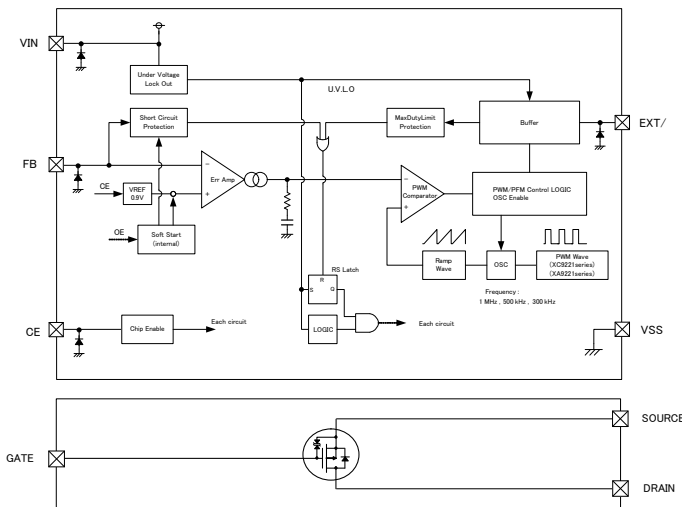 VIN
Under Voltage
Lock Out
U.V.L.O
Short Circuit
Protection
MaxDutyLimit
Protection
Buffer
EXT/
FB
−
Err Amp
+
CE
VREF
0.9V
OE
Soft Start
(internal)
−
PWM
Comparator
+
PWM/PFM Control LOGIC
OSC Enable
Ramp
Wave
OSC
PWM Wave
(XC9221series)
(XA9221series)
Frequency :
1 MHz , 500 kHz , 300 kHz
RS Latch
R
S
Q
LOGIC
Each circuit
CE
Chip Enable
Each circuit
VSS
SOURCE
GATE
DRAIN